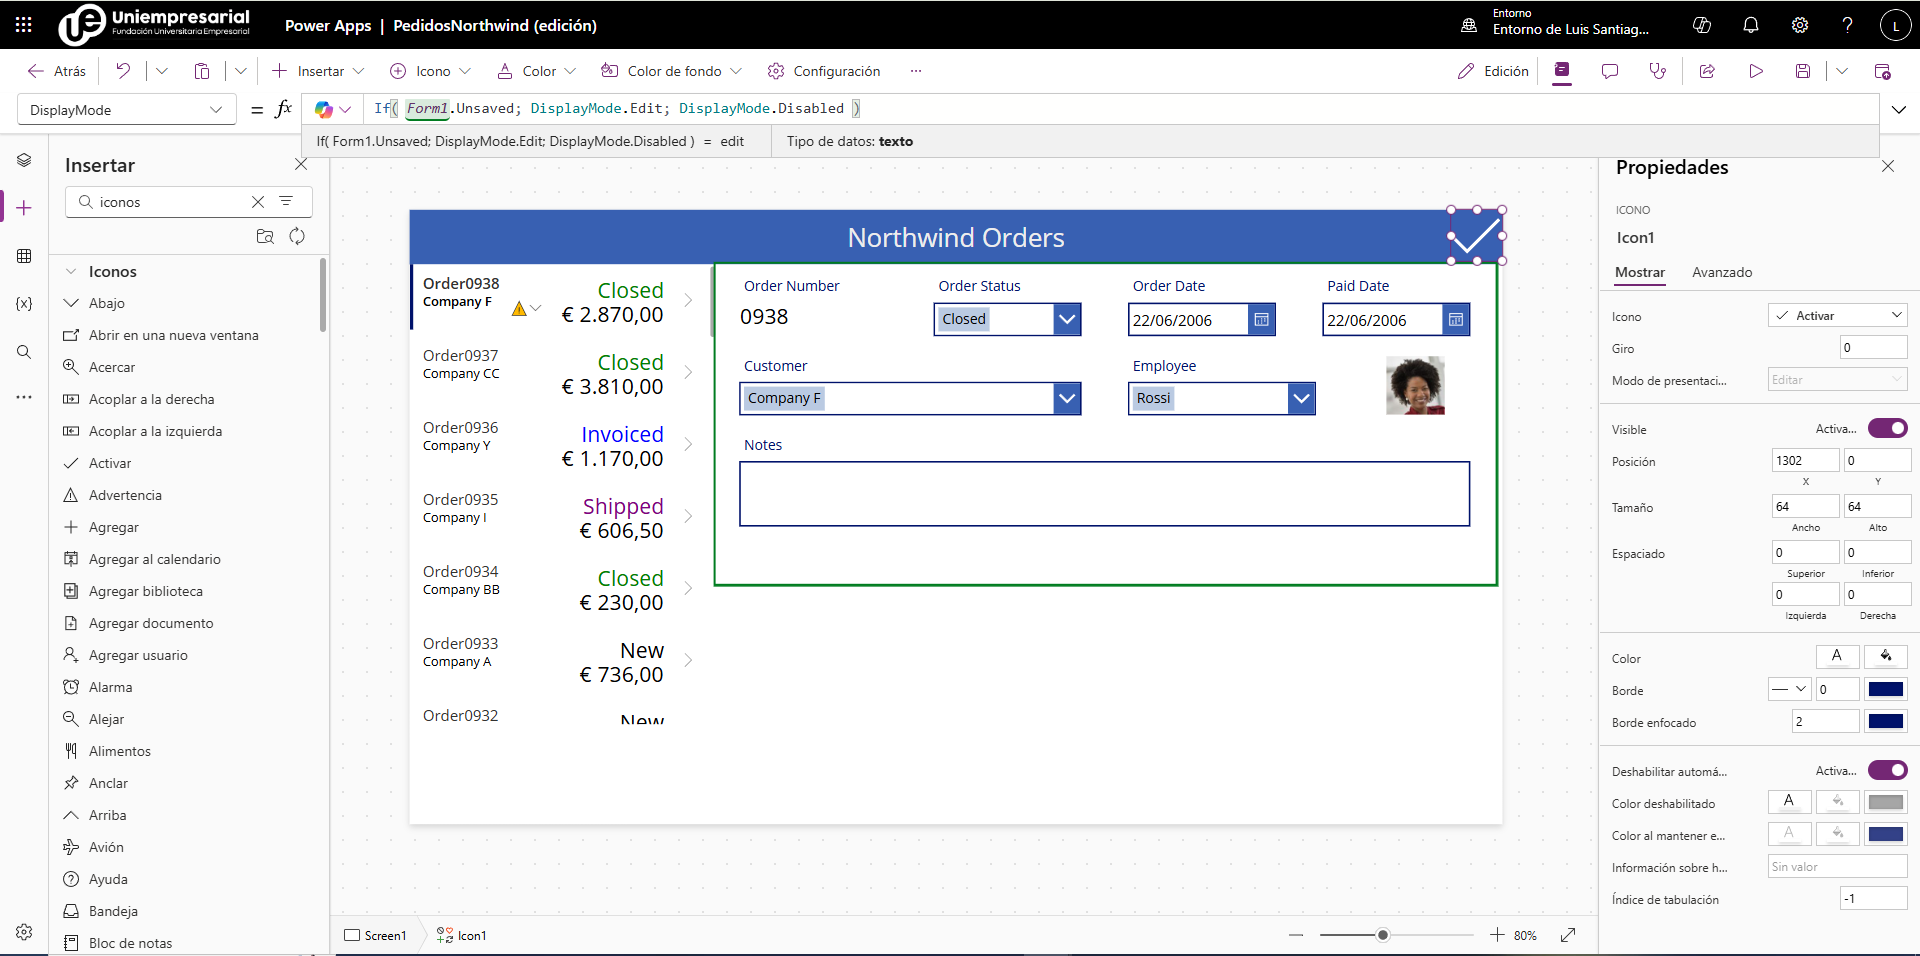 Uniempresarial
Fundación Universitaria Empresarial
Power Apps | PedidosNorthwind (edición)
Entorno
Entorno de Luis Santiag...
L
Atrás
Insertar
Icono
Color
Color de fondo
Configuración
...
Edición
DisplayMode
= fx
If( Form1.Unsaved; DisplayMode.Edit; DisplayMode.Disabled )
If( Form1.Unsaved; DisplayMode.Edit; DisplayMode.Disabled ) = edit
Tipo de datos: texto
Insertar
iconos
Iconos
Abajo
Abrir en una nueva ventana
Acercar
Acoplar a la derecha
Acoplar a la izquierda
Activar
Advertencia
Agregar
Agregar al calendario
Agregar biblioteca
Agregar documento
Agregar usuario
Alarma
Alejar
Alimentos
Anclar
Arriba
Avión
Ayuda
Bandeja
Bloc de notas
Northwind Orders
Order0938
Company F
Closed
€ 2.870,00
Order0937
Company CC
Closed
€ 3.810,00
Order0936
Company Y
Invoiced
€ 1.170,00
Order0935
Company I
Shipped
€ 606,50
Order0934
Company BB
Closed
€ 230,00
Order0933
Company A
New
€ 736,00
Order0932
New
Order Number
0938
Order Status
Closed
Order Date
22/06/2006
Paid Date
22/06/2006
Customer
Company F
Employee
Rossi
Notes
Screen1
Icon1
80%
Propiedades
ICONO
Icon1
Mostrar
Avanzado
Icono
Activar
Giro
0
Modo de presentaci...
Editar
Visible
Activa...
Posición
1302
0
X
Y
Tamaño
64
64
Ancho
Alto
Espaciado
0
0
Superior
Inferior
0
0
Izquierda
Derecha
Color
A
Borde
0
Borde enfocado
2
Deshabilitar automá...
Activa...
Color deshabilitado
A
Color al mantener e...
A
Información sobre h...
Sin valor
Índice de tabulación
-1